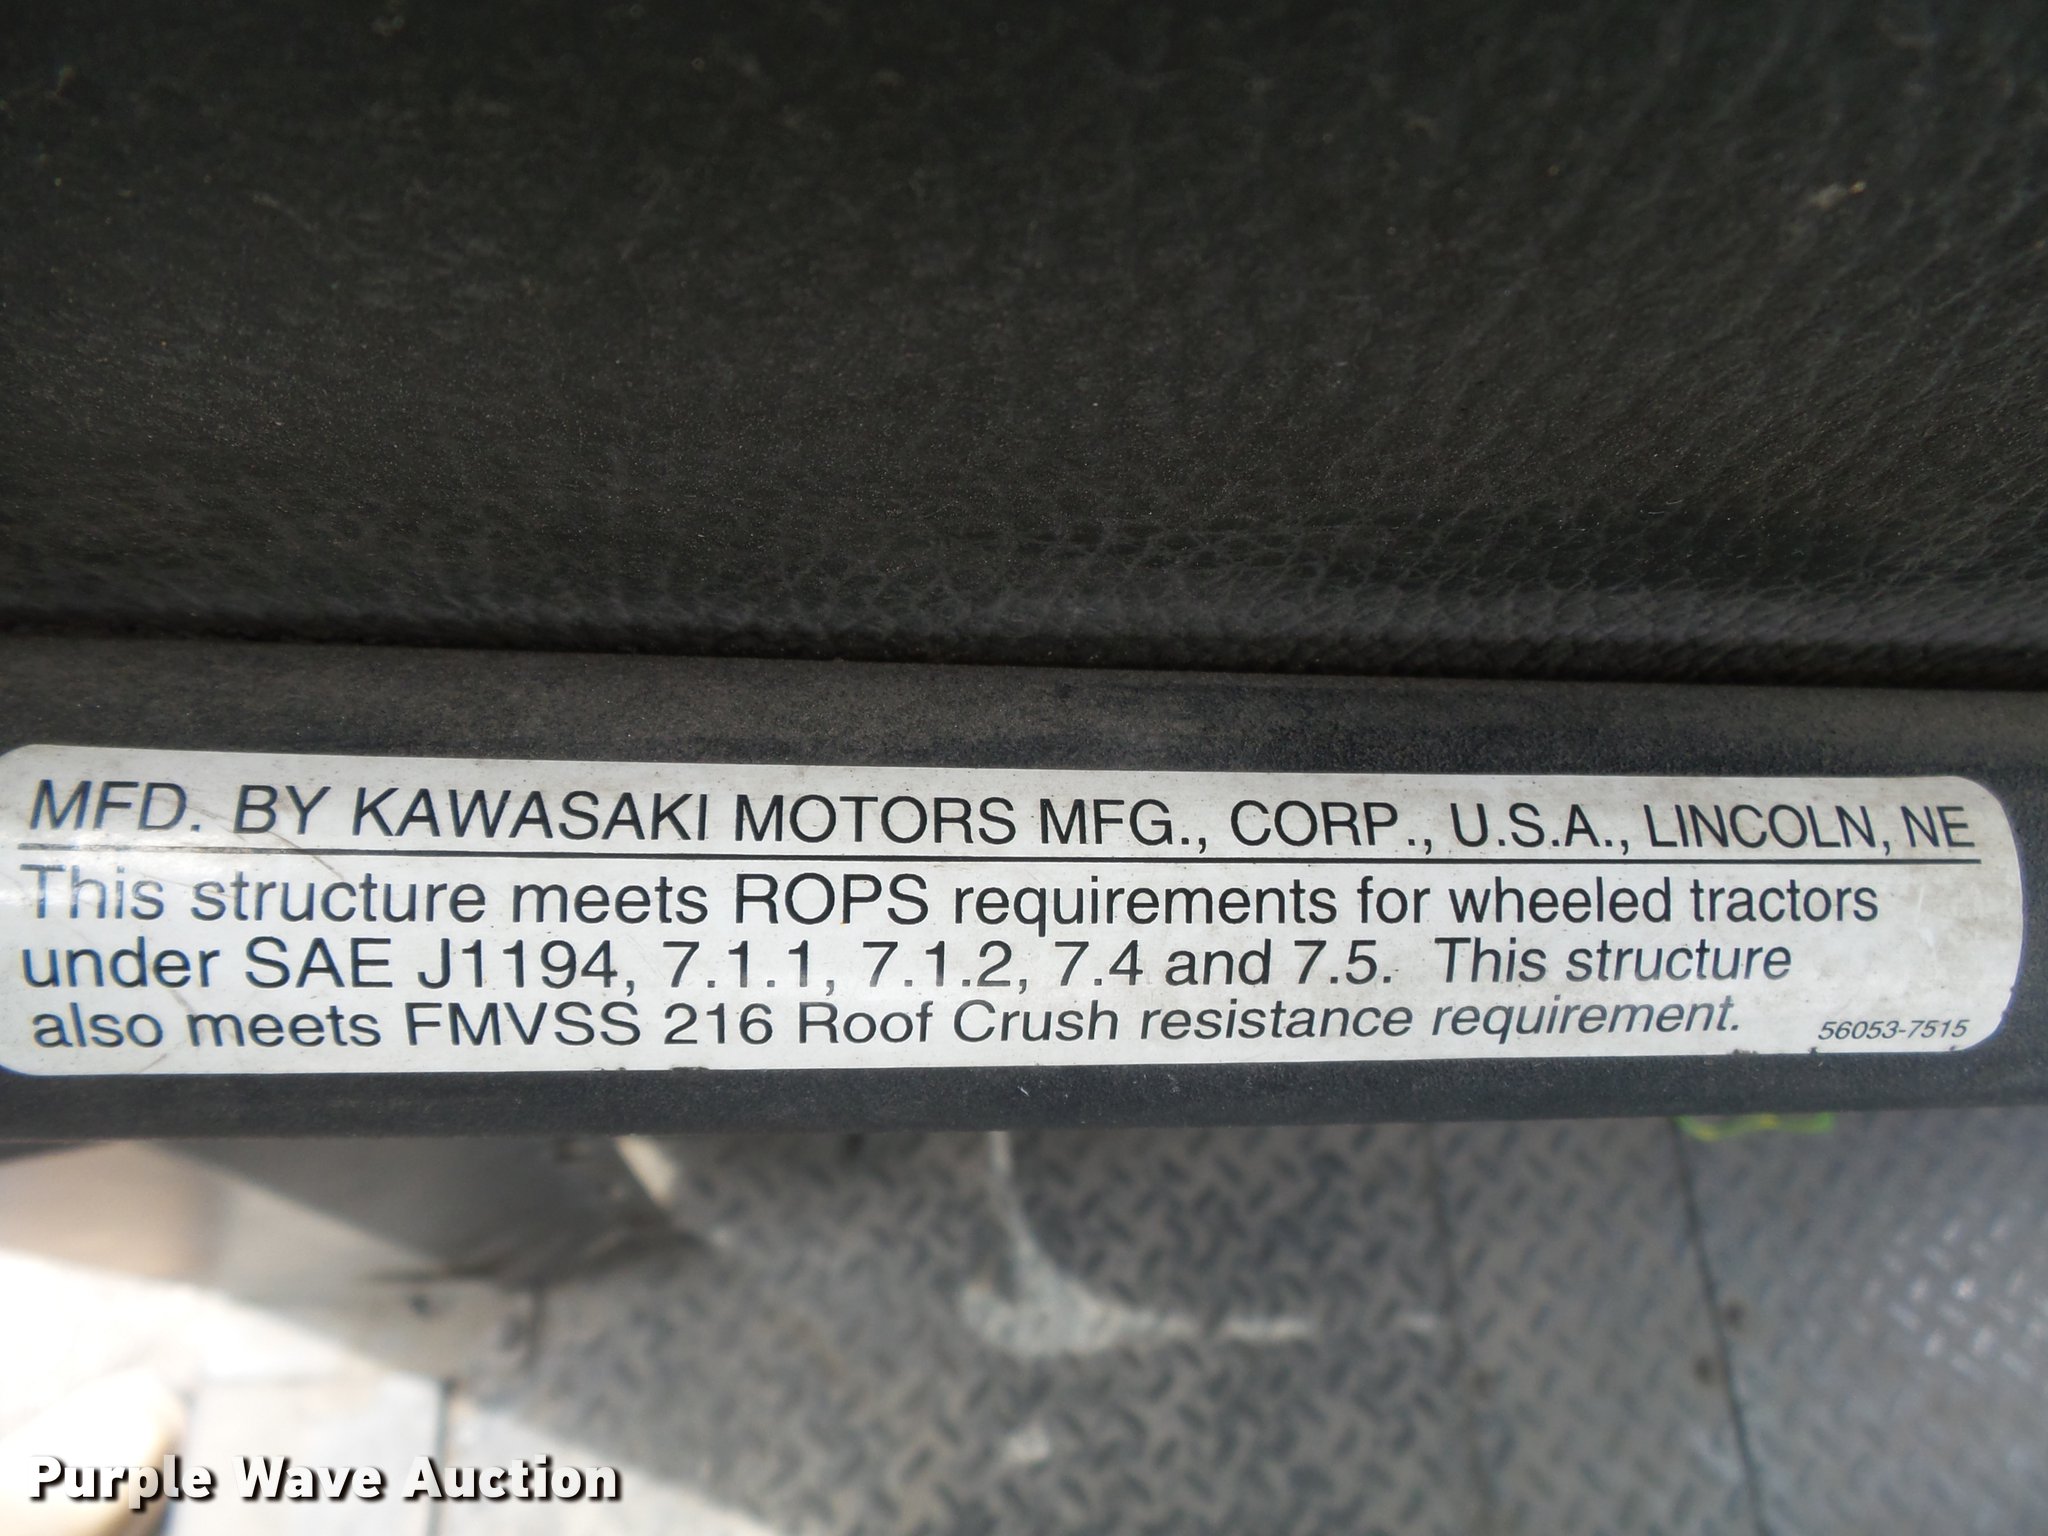 MFD. BY KAWASAKI MOTORS MFG., CORP., U.S.A., LINCOLN, NE
This structure meets ROPS requirements for wheeled tractors
under SAE J1194, 7.1.1, 7.1.2, 7.4 and 7.5. This structure
also meets FMVSS 216 Roof Crush resistance requirement. 56053-7515
Purple Wave Auction